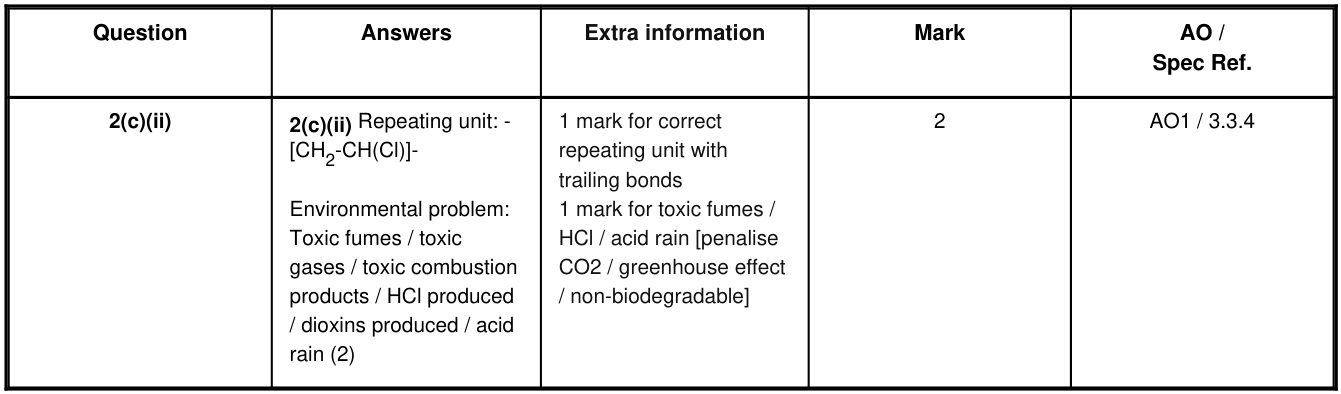 Question
Answers
Extra information
Mark
AO /
Spec Ref.
2(c)(ii)
2(c)(ii) Repeating unit: -
[CH2-CH(Cl)]-
Environmental problem:
Toxic fumes / toxic
gases / toxic combustion
products / HCl produced
/ dioxins produced / acid
rain (2)
1 mark for correct
repeating unit with
trailing bonds
1 mark for toxic fumes /
HCl / acid rain [penalise
CO2 / greenhouse effect
/ non-biodegradable]
2
AO1 / 3.3.4